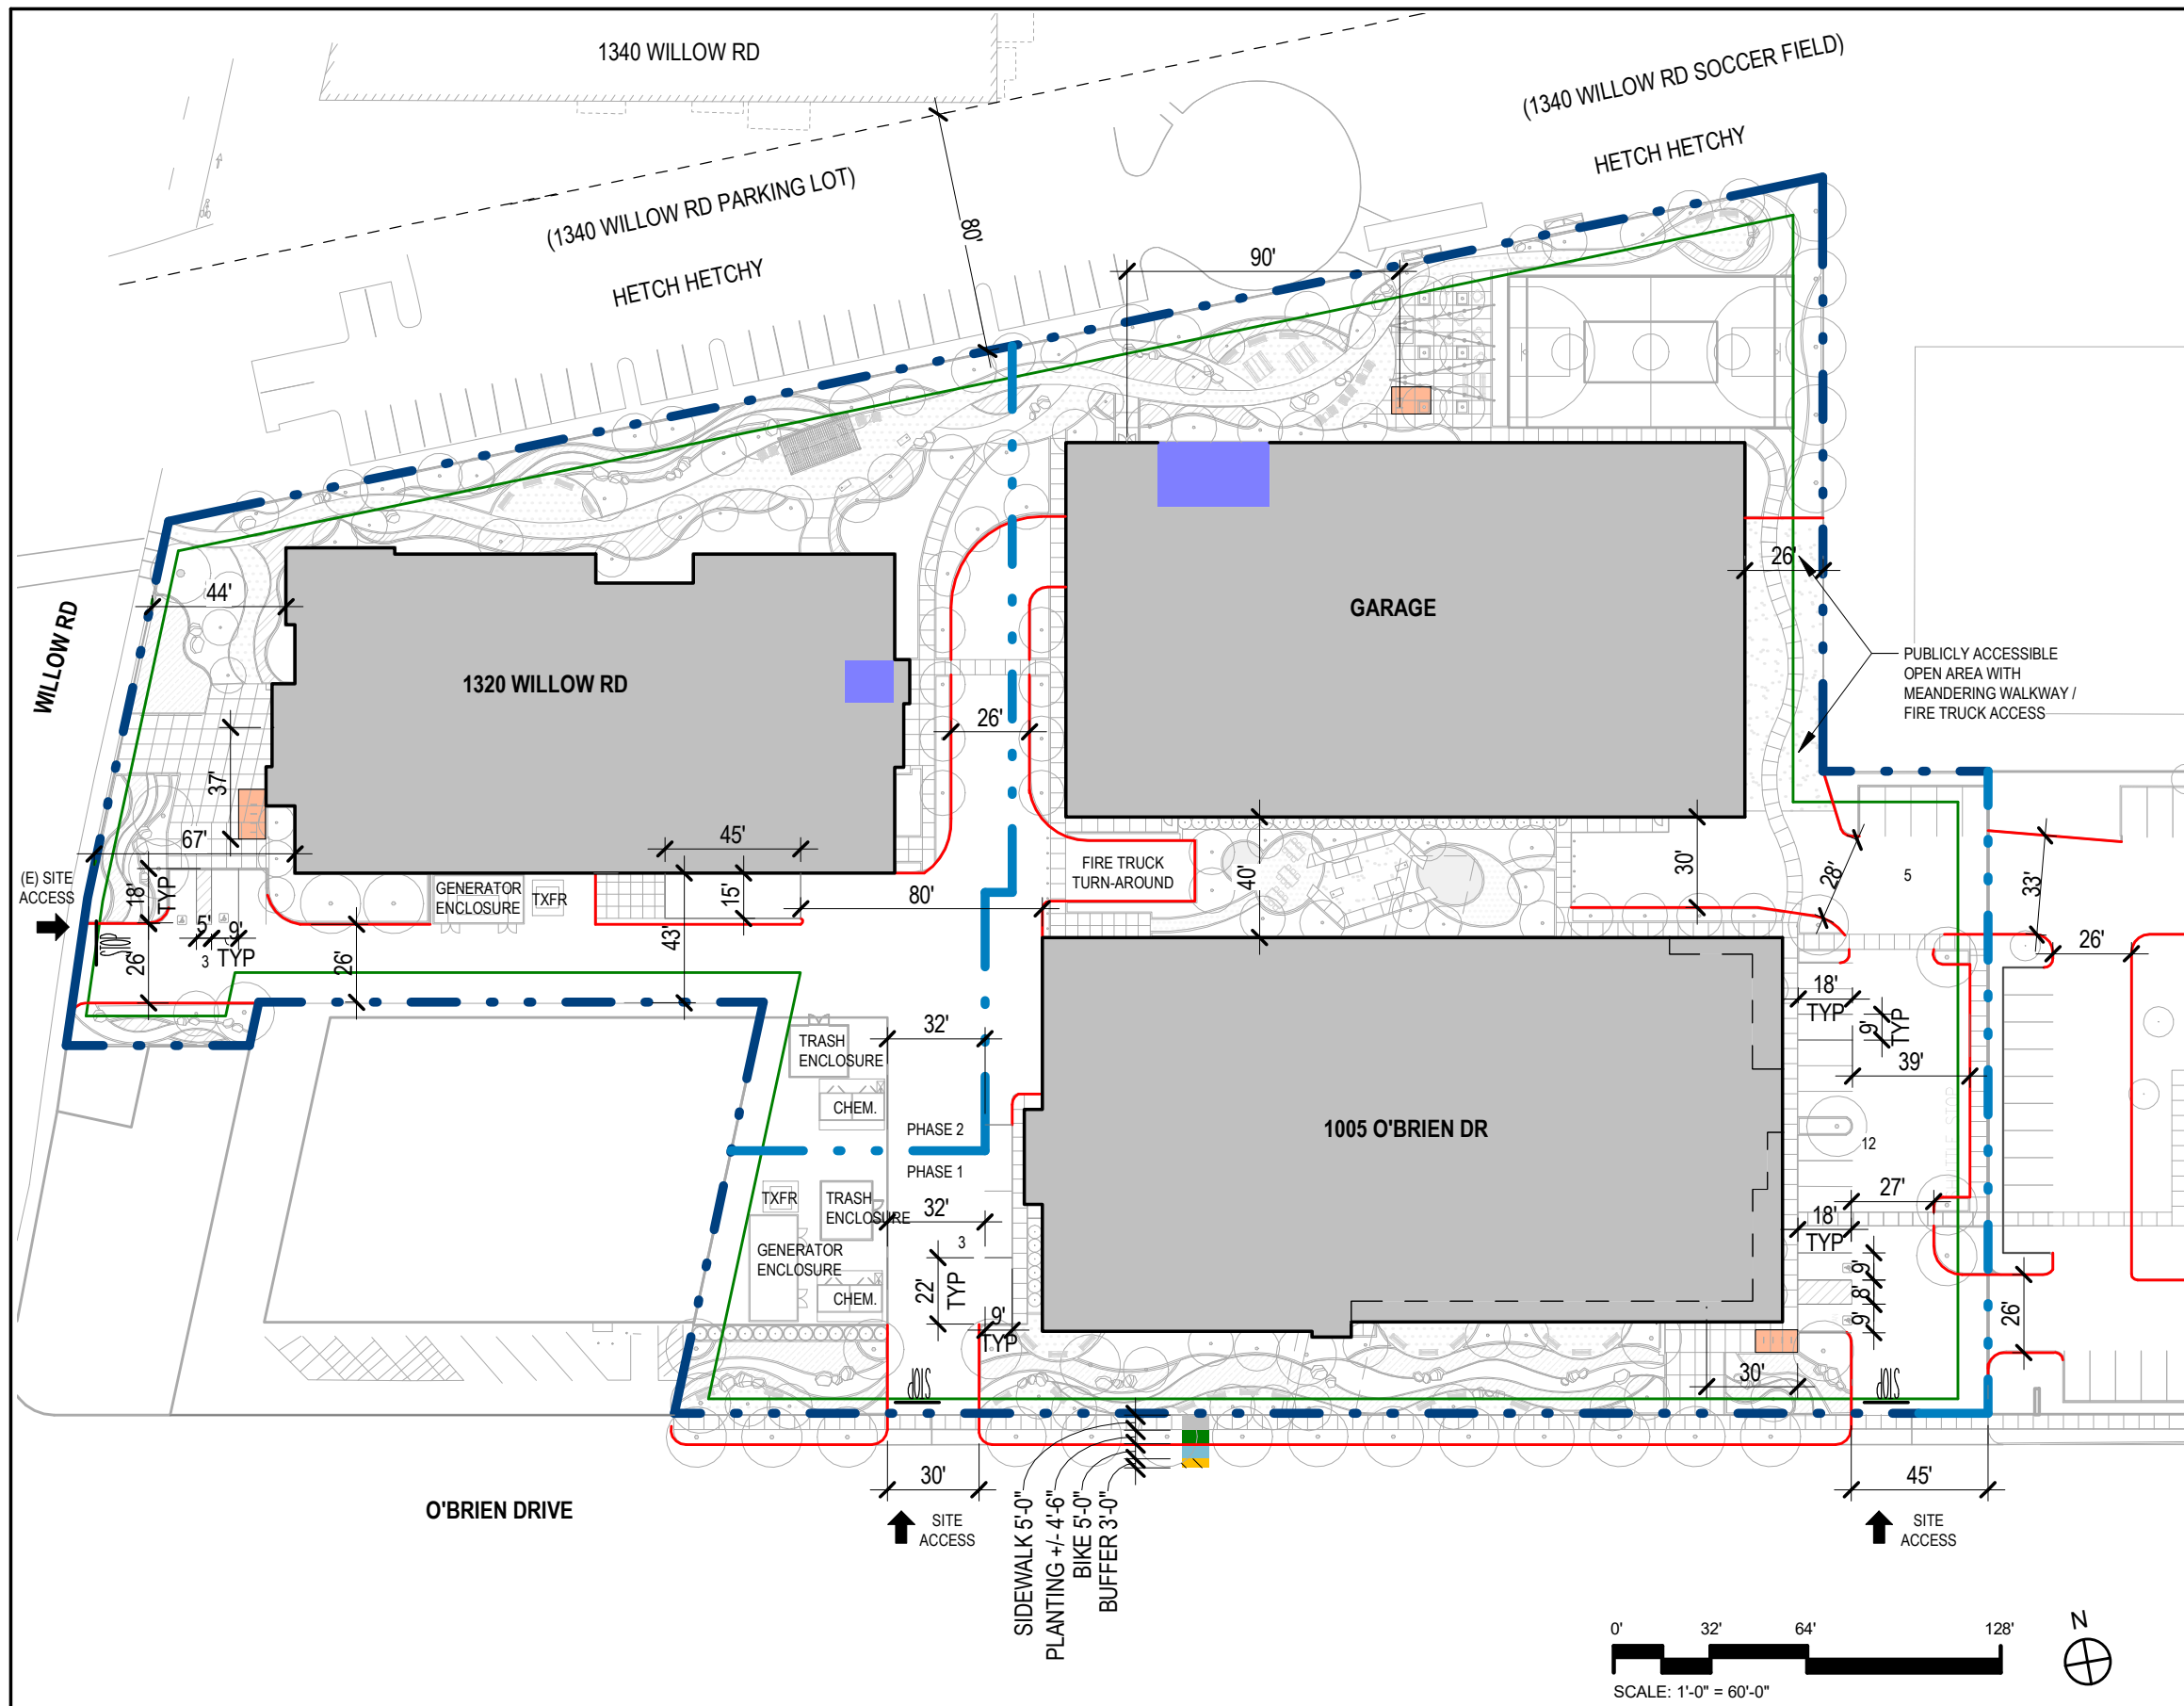 1340 WILLOW RD
(1340 WILLOW RD SOCCER FIELD)
HETCH HETCHY
(1340 WILLOW RD PARKING LOT)
HETCH HETCHY
80'
90'
WILLOW RD
44'
1320 WILLOW RD
GARAGE
26'
26'
PUBLICLY ACCESSIBLE
OPEN AREA WITH
MEANDERING WALKWAY /
FIRE TRUCK ACCESS
37'
67'
45'
(E) SITE
ACCESS
18'
TYP
STOP
5'
9'
TYP
3
26'
26'
GENERATOR
ENCLOSURE
TXFR
15'
43'
80'
FIRE TRUCK
TURN-AROUND
40'
30'
28'
5
33'
26'
18'
TYP
9'
TYP
39'
32'
TRASH
ENCLOSURE
CHEM.
PHASE 2
PHASE 1
1005 O'BRIEN DR
12
27'
18'
TYP
TXFR
TRASH
ENCLOSURE
32'
3
GENERATOR
ENCLOSURE
CHEM.
22'
TYP
9'
TYP
9'
8'
9'
26'
30'
STOP
STOP
30'
45'
O'BRIEN DRIVE
SITE
ACCESS
SIDEWALK 5'-0"
PLANTING +/- 4'-6"
BIKE 5'-0"
BUFFER 3'-0"
SITE
ACCESS
0' 32' 64' 128'
SCALE: 1'-0" = 60'-0"
N